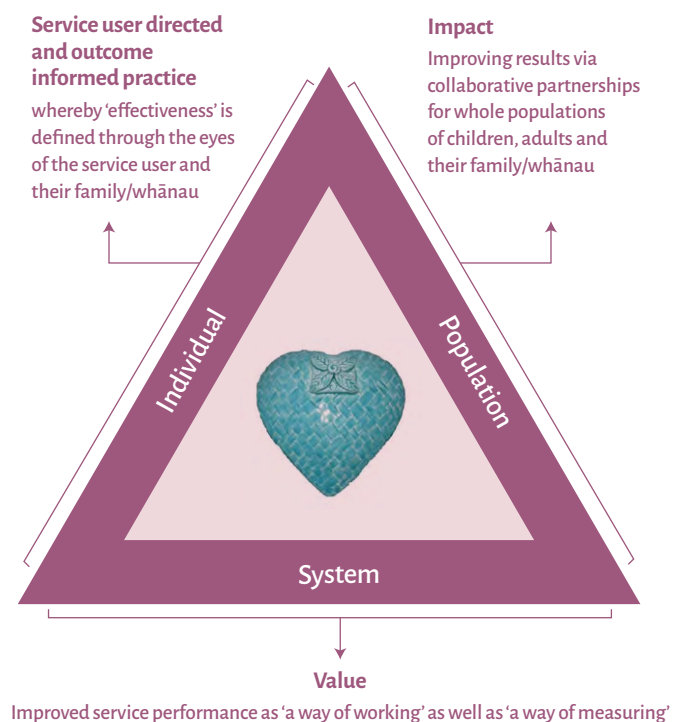 Service user directed
and outcome
informed practice
whereby ‘effectiveness’ is
defined through the eyes
of the service user and
their family/whānau
Impact
Improving results via
collaborative partnerships
for whole populations
of children, adults and
their family/whānau
Individual
Population
System
Value
Improved service performance as ‘a way of working’ as well as ‘a way of measuring’